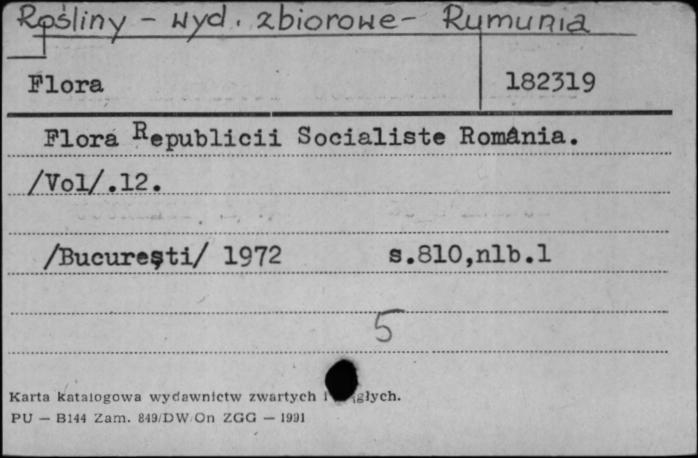 Rośliny - wyd. zbiorowe - Rumunia
Flora 182319
Flora Republicii Socialiste România.
/Vol/.12.
/Bucureşti/ 1972 s.810,nlb.1
5
Karta katalogowa wydawnictw zwartych i
PU — B144 Zam. 849/DW/On ZGG — 1991